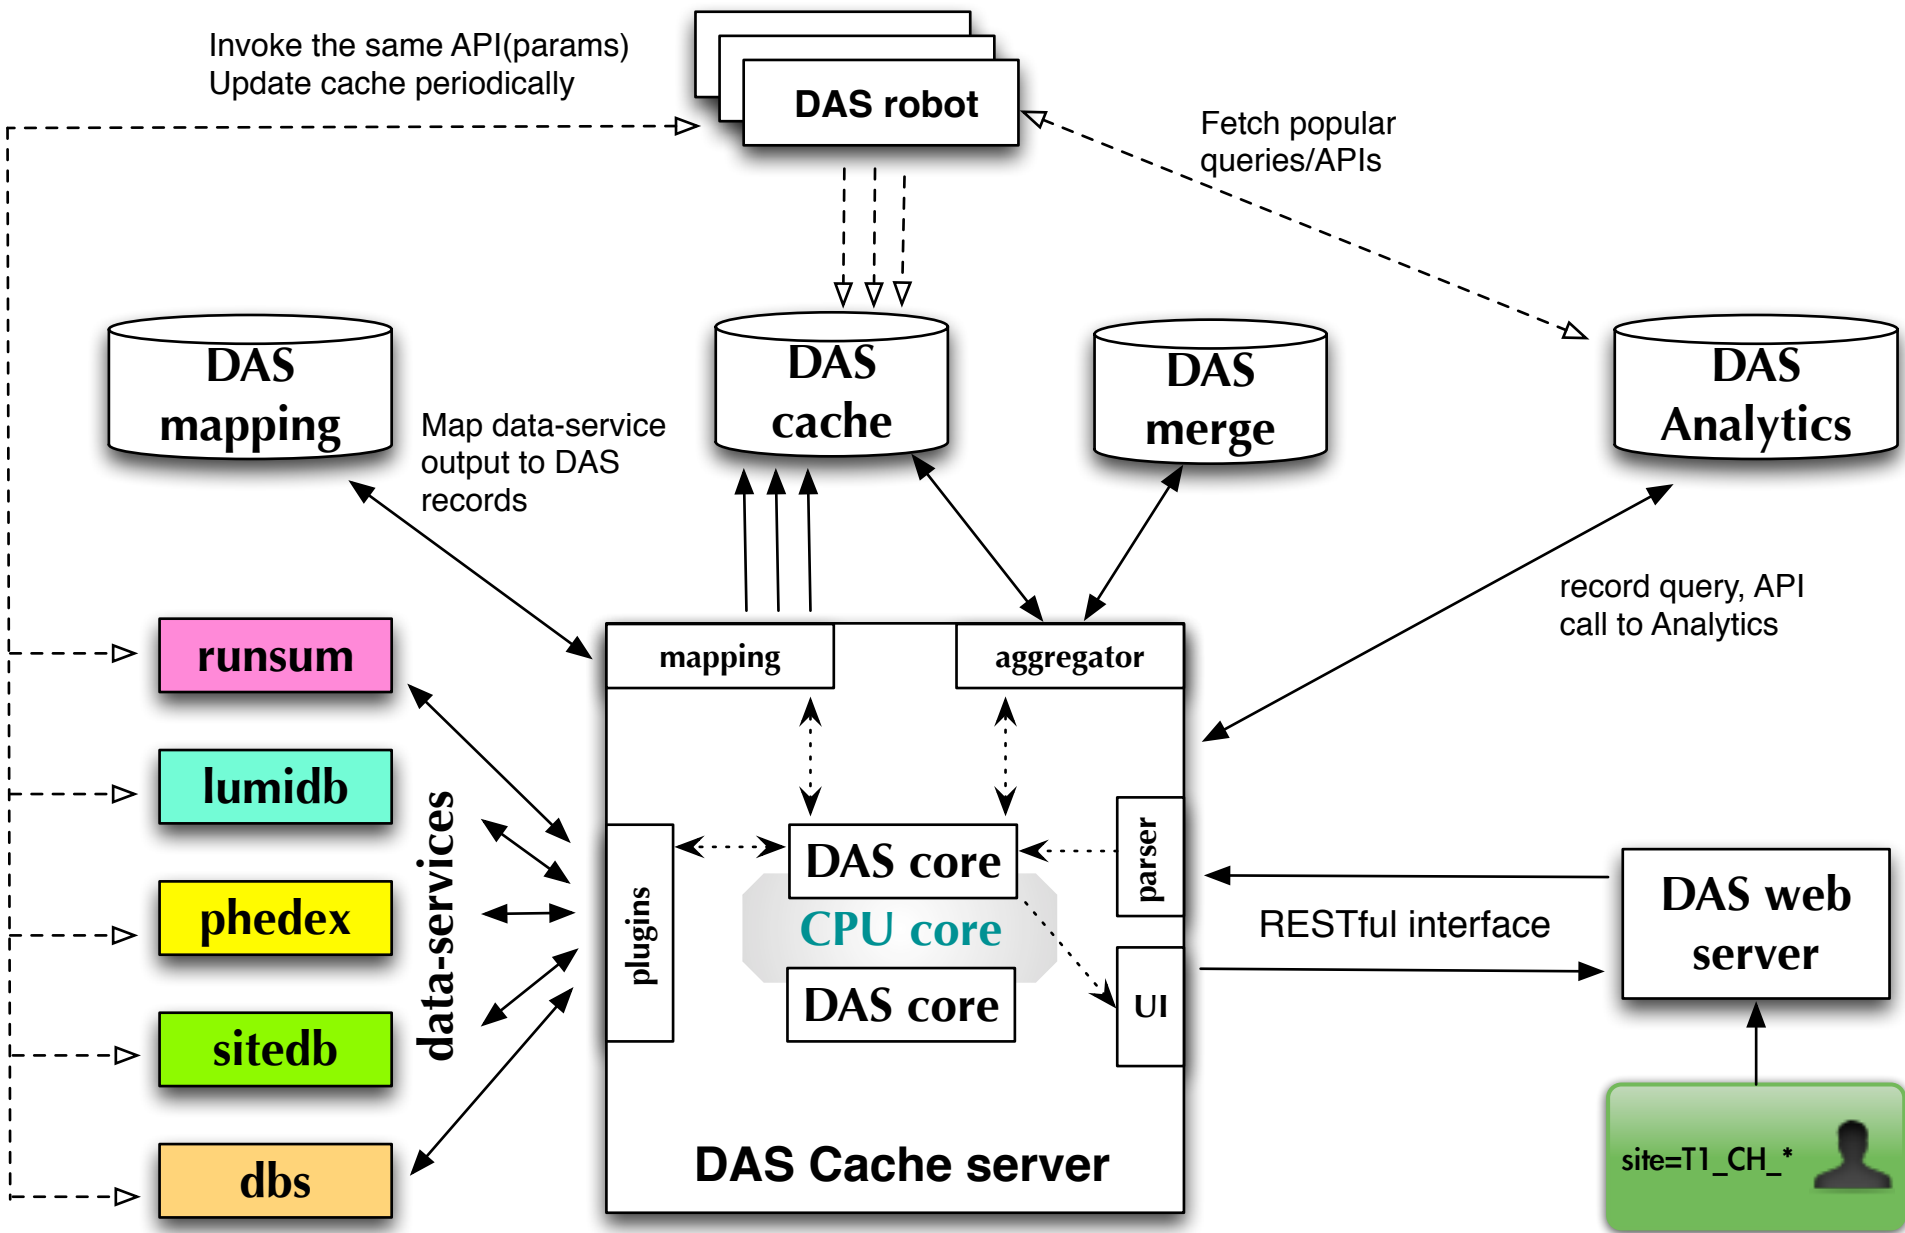 Invoke the same API(params)
Update cache periodically
DAS robot
Fetch popular
queries/APIs
DAS
mapping
Map data-service
output to DAS
records
DAS
cache
DAS
merge
DAS
Analytics
record query, API
call to Analytics
runsum
lumidb
phedex
sitedb
dbs
data-services
mapping
aggregator
plugins
DAS core
CPU core
DAS core
parser
UI
DAS Cache server
RESTful interface
DAS web
server
site=T1_CH_*